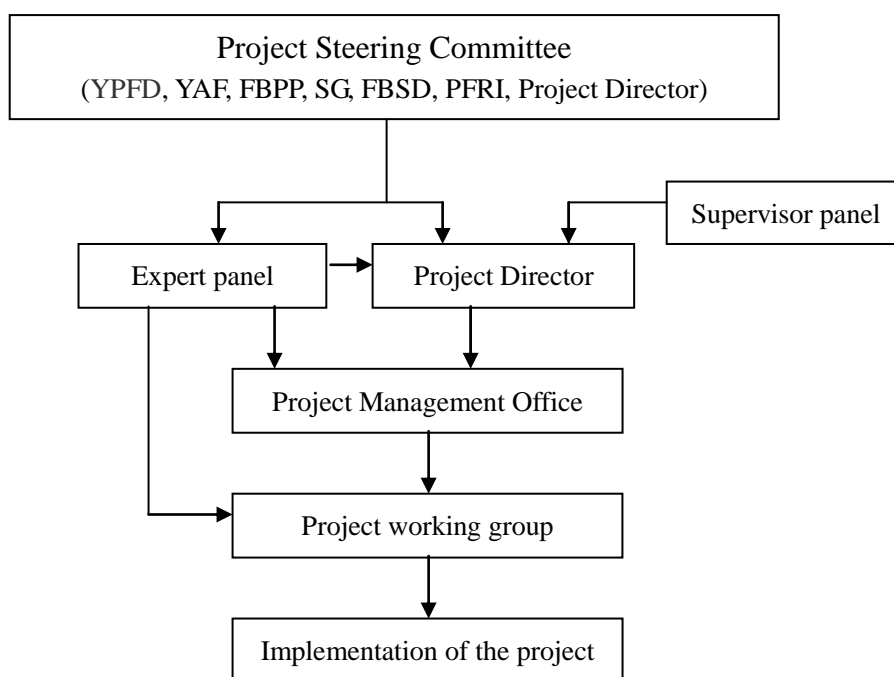 Project Steering Committee
(YPFD, YAF, FBPP, SG, FBSD, PFRI, Project Director)
Supervisor panel
Expert panel
Project Director
Project Management Office
Project working group
Implementation of the project